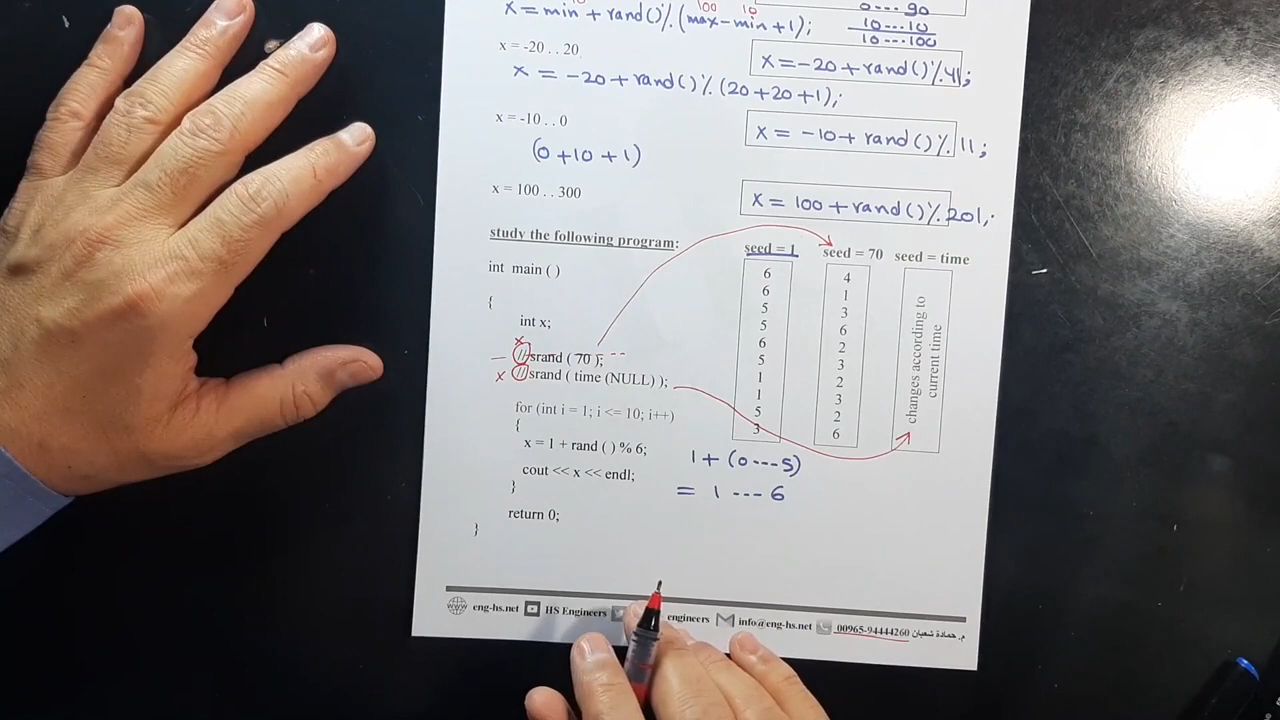 100 10
x = min + rand()%(max-min+1);
0---90
10---10
10---100
x = -20 . . 20
x = -20 + rand()%(20+20+1);
x = -20 + rand()%41;
x = -10 . . 0
(0+10+1)
x = -10 + rand()%11;
x = 100 . . 300
x = 100 + rand()%201;
study the following program:
int main ( )
{
int x;
//srand ( 70 );
//srand ( time (NULL) );
for (int i = 1; i <= 10; i++)
{
x = 1 + rand ( ) % 6;
cout << x << endl;
}
return 0;
}
1 + (0---5)
= 1 --- 6
seed = 1
6
6
5
5
6
5
1
1
5
3
seed = 70
4
1
3
6
2
3
2
3
2
6
seed = time
changes according to
current time
eng-hs.net HS Engineers engineers info@eng-hs.net 00965-94444260 م. حمادة شعبان